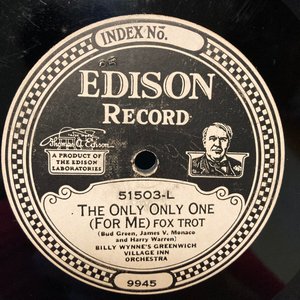 INDEX No.
EDISON
RECORD
Thomas A Edison
A PRODUCT OF
THE EDISON
LABORATORIES
51503-L
THE ONLY ONLY ONE
(FOR ME) FOX TROT
(Bud Green, James V. Monaco
and Harry Warren)
BILLY WYNNE'S GREENWICH
VILLAGE INN
ORCHESTRA
9945